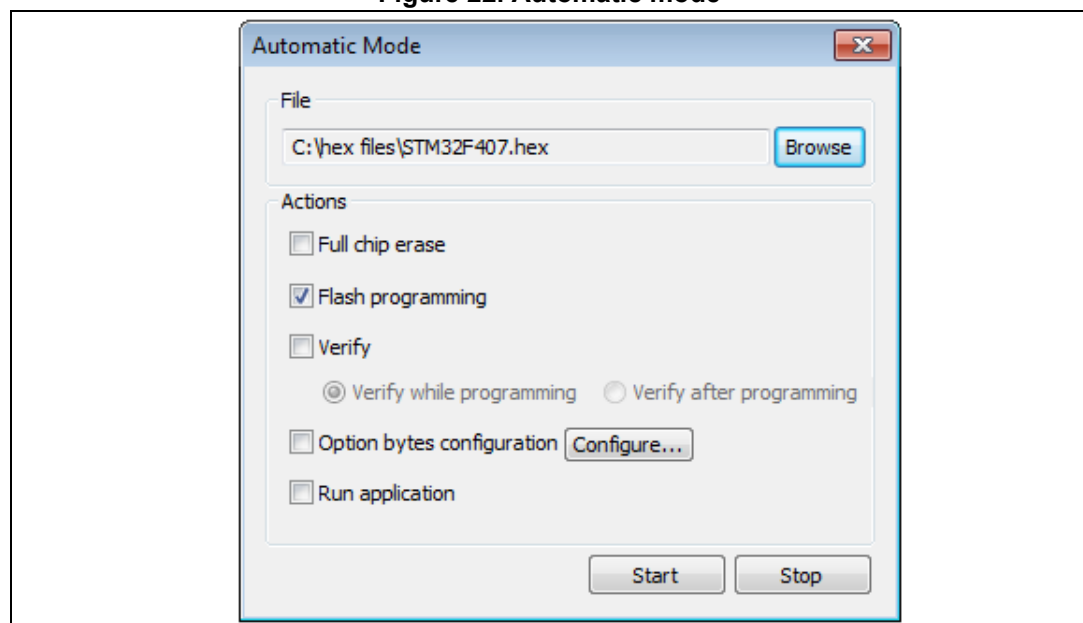 Figure 22. Automatic mode
Automatic Mode
File
C:\hex files\STM32F407.hex
Browse
Actions
Full chip erase
Flash programming
Verify
Verify while programming Verify after programming
Option bytes configuration Configure...
Run application
Start Stop